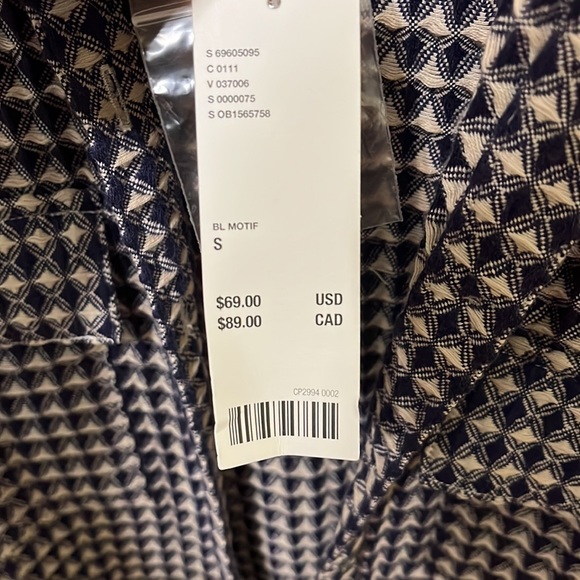 S 69605095
C 0111
V 037006
S 0000075
S OB1565758
BL MOTIF
S
$69.00 USD
$89.00 CAD
CP2994 0002